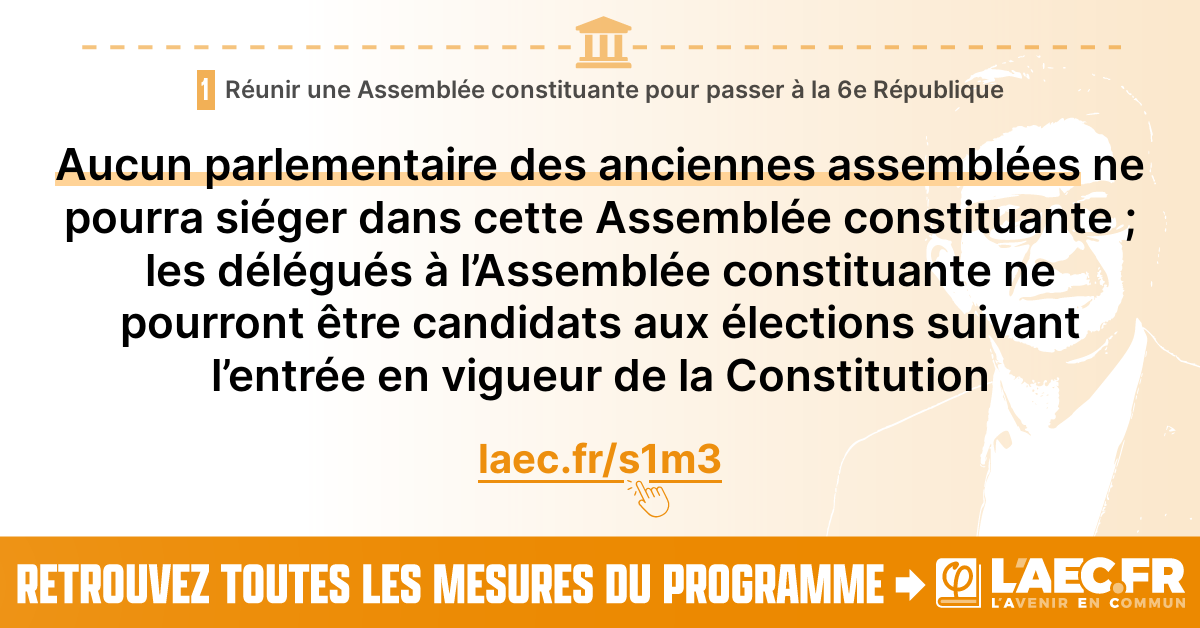 1 Réunir une Assemblée constituante pour passer à la 6e République
Aucun parlementaire des anciennes assemblées ne
pourra siéger dans cette Assemblée constituante ;
les délégués à l’Assemblée constituante ne
pourront être candidats aux élections suivant
l’entrée en vigueur de la Constitution
laec.fr/s1m3
RETROUVEZ TOUTES LES MESURES DU PROGRAMME
φ L'AEC.FR
L'AVENIR EN COMMUN